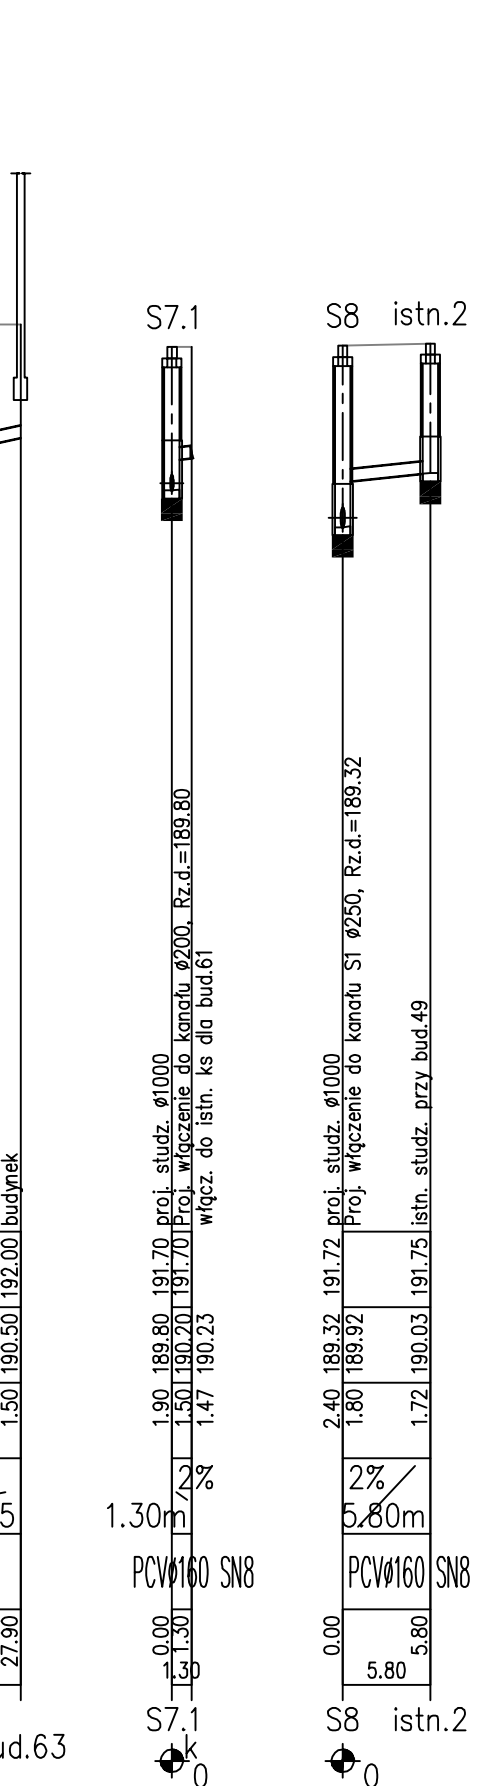 S7.1
S8 istn.2
budynek
proj. studz. ø1000
Proj. włączenie do kanału ø200, Rz.d.=189.80
włącz. do istn. ks dla bud.61
proj. studz. ø1000
Proj. włączenie do kanału S1 ø250, Rz.d.=189.32
istn. studz. przy bud.49
192.00 191.70 191.70 191.72 191.75
190.50 189.80 190.20 190.23 189.32 189.92 190.03
1.50 1.90 1.50 1.47 2.40 1.80 1.72
2% 2%
5 1.30m 5.80m
PCVø160 SN8 PCVø160 SN8
27.90 0.00 1.30 0.00 5.80
1.30 5.80
S7.1 S8 istn.2
ud.63 k
0 0